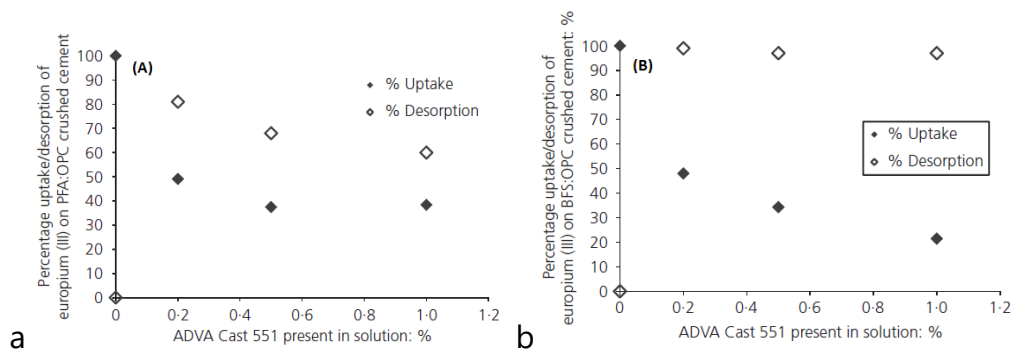 Percentage uptake/desorption of
europium (III) on PFA:OPC crushed cement
100
90
80
70
60
50
40
30
20
10
0
(A)
% Uptake
% Desorption
0 0·2 0·4 0·6 0·8 1·0 1·2
ADVA Cast 551 present in solution: %
a
Percentage uptake/desorption of
europium (III) on BFS:OPC crushed cement: %
100
90
80
70
60
50
40
30
20
10
0
(B)
% Uptake
% Desorption
0 0·2 0·4 0·6 0·8 1·0 1·2
ADVA Cast 551 present in solution: %
b